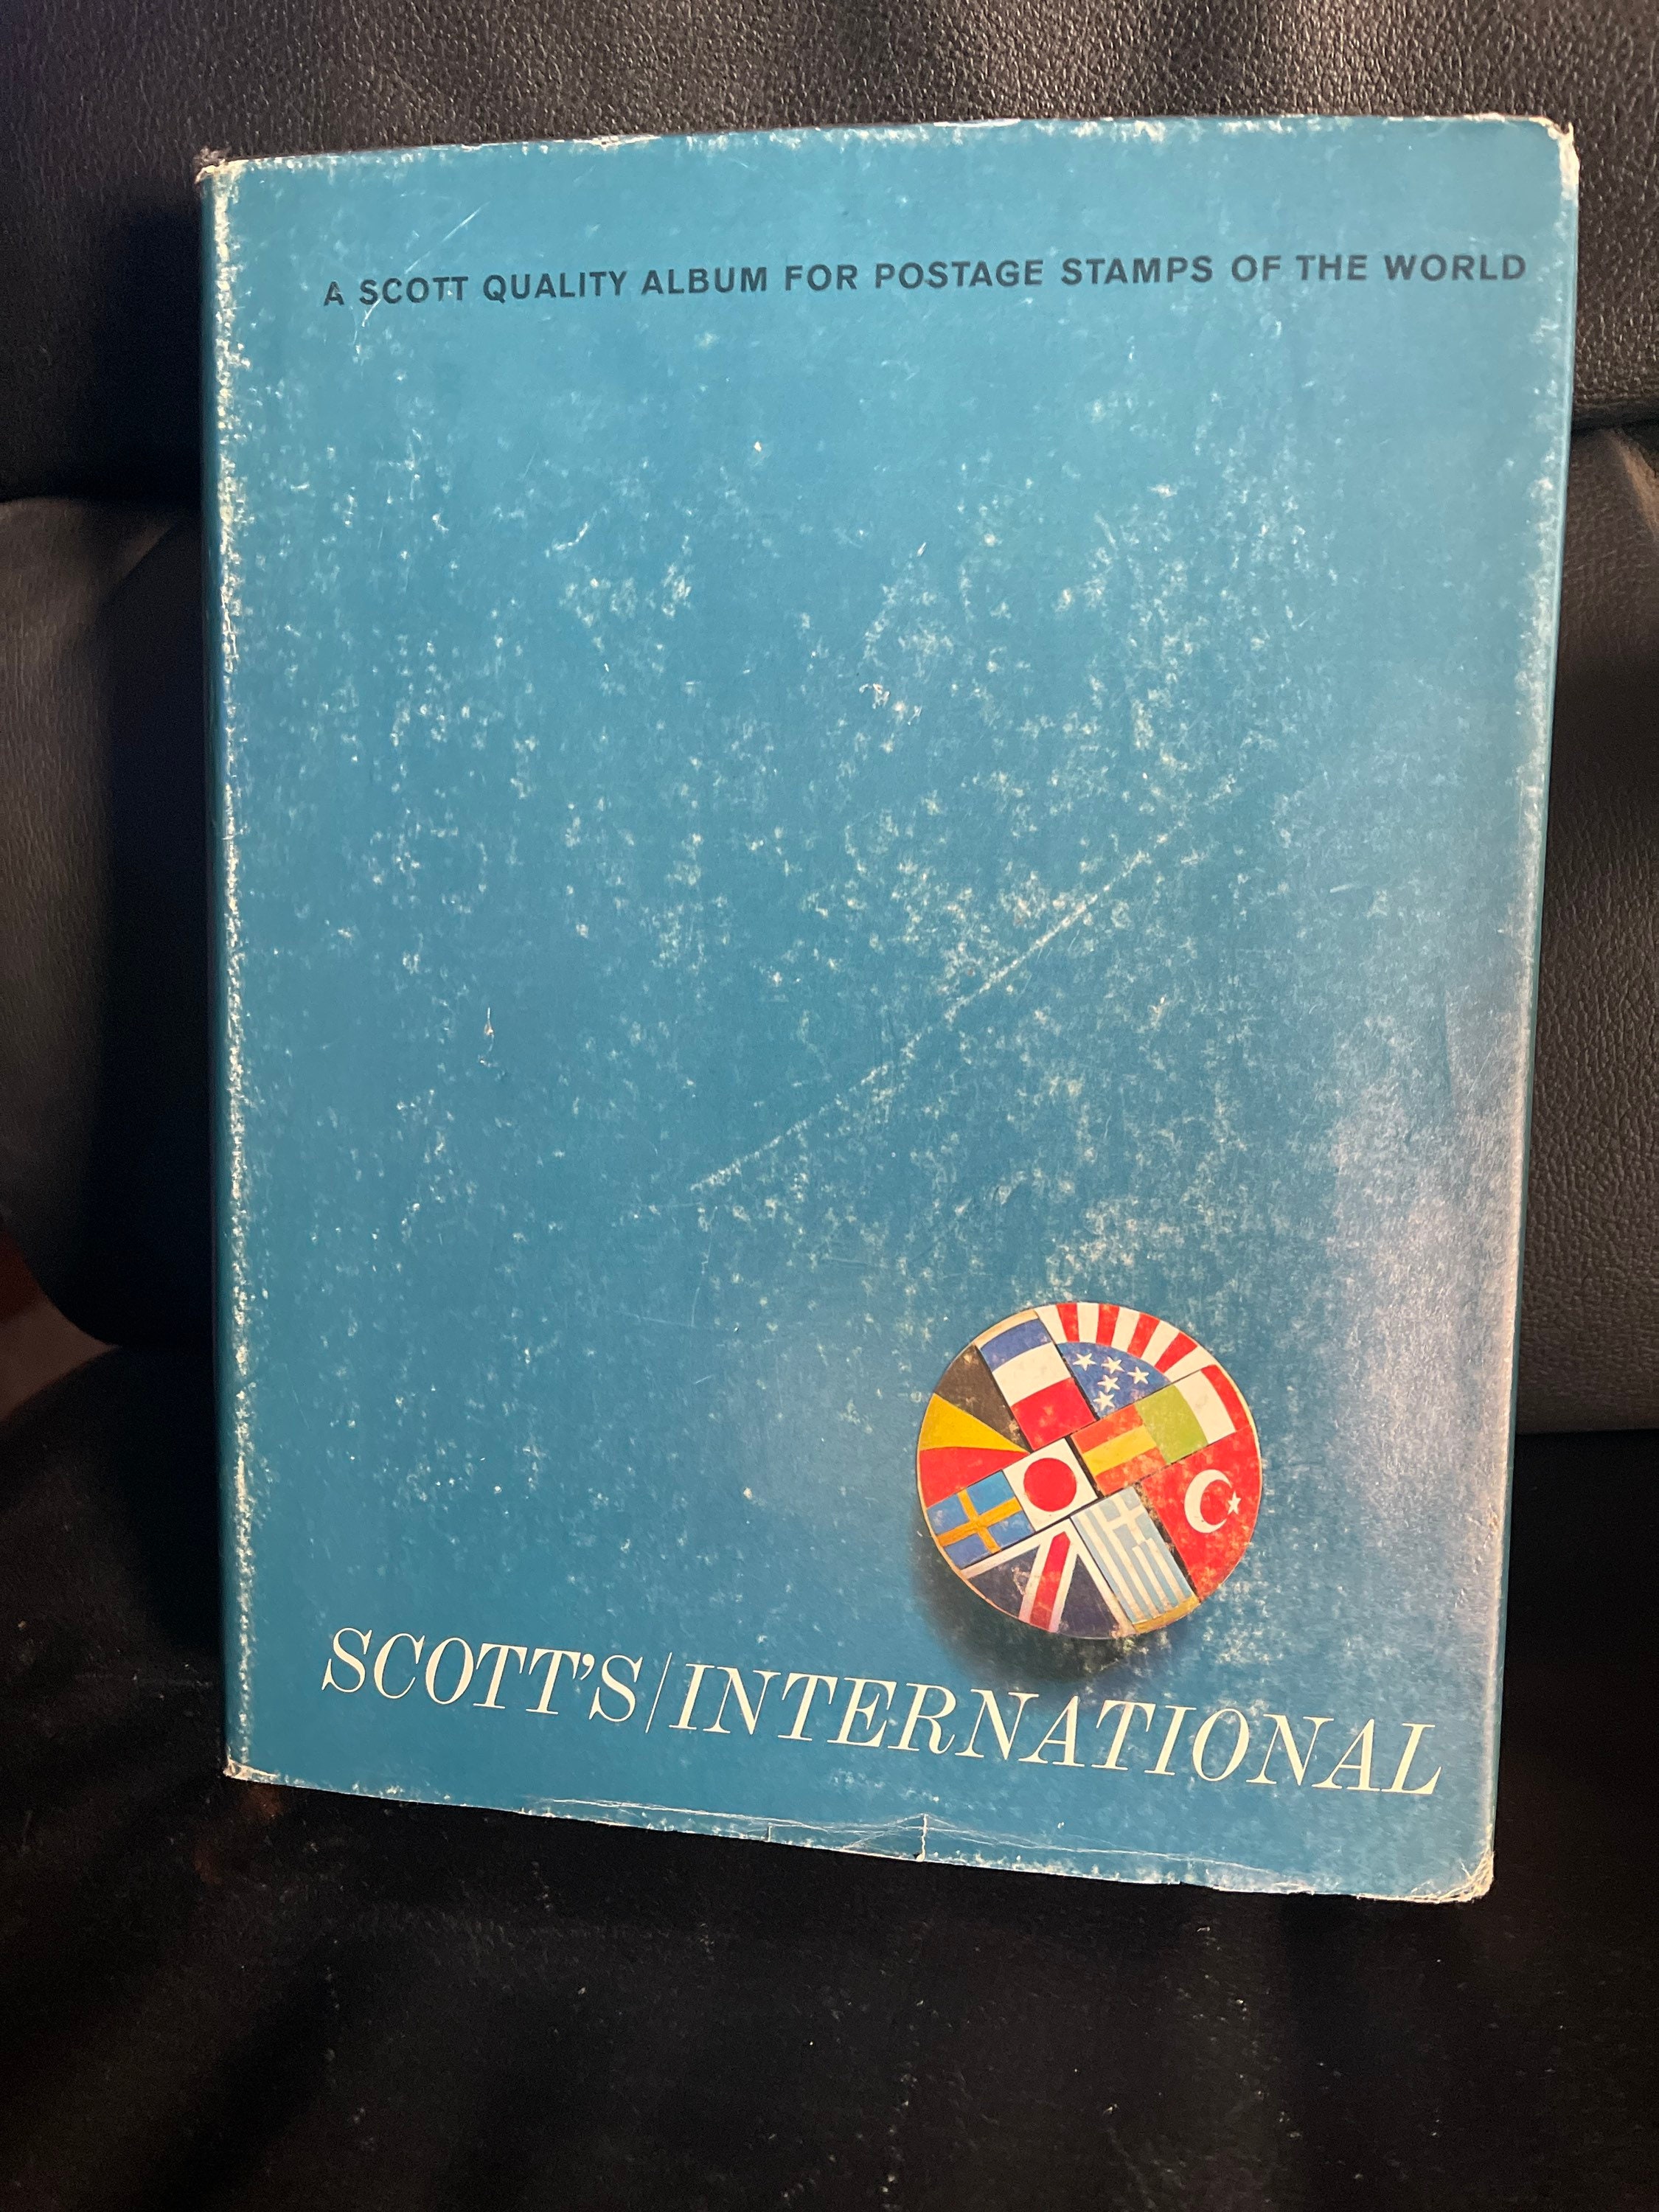 A SCOTT QUALITY ALBUM FOR POSTAGE STAMPS OF THE WORLD
SCOTT'S/INTERNATIONAL